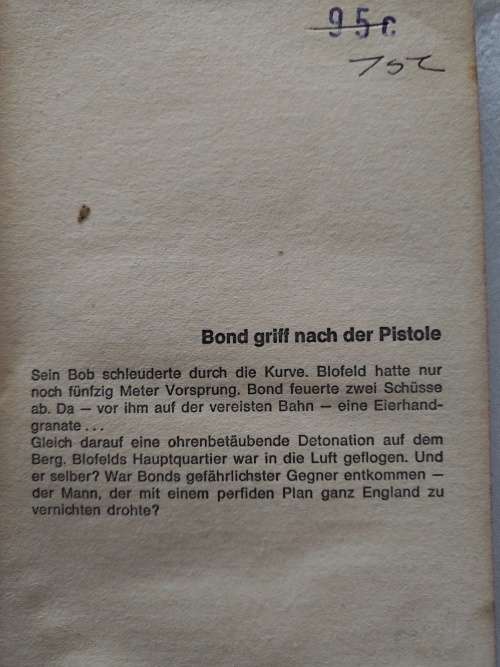 95c
75c
Bond griff nach der Pistole
Sein Bob schleuderte durch die Kurve. Blofeld hatte nur
noch fünfzig Meter Vorsprung. Bond feuerte zwei Schüsse
ab. Da — vor ihm auf der vereisten Bahn — eine Eierhand-
granate . . .
Gleich darauf eine ohrenbetäubende Detonation auf dem
Berg. Blofelds Hauptquartier war in die Luft geflogen. Und
er selber? War Bonds gefährlichster Gegner entkommen —
der Mann, der mit einem perfiden Plan ganz England zu
vernichten drohte?